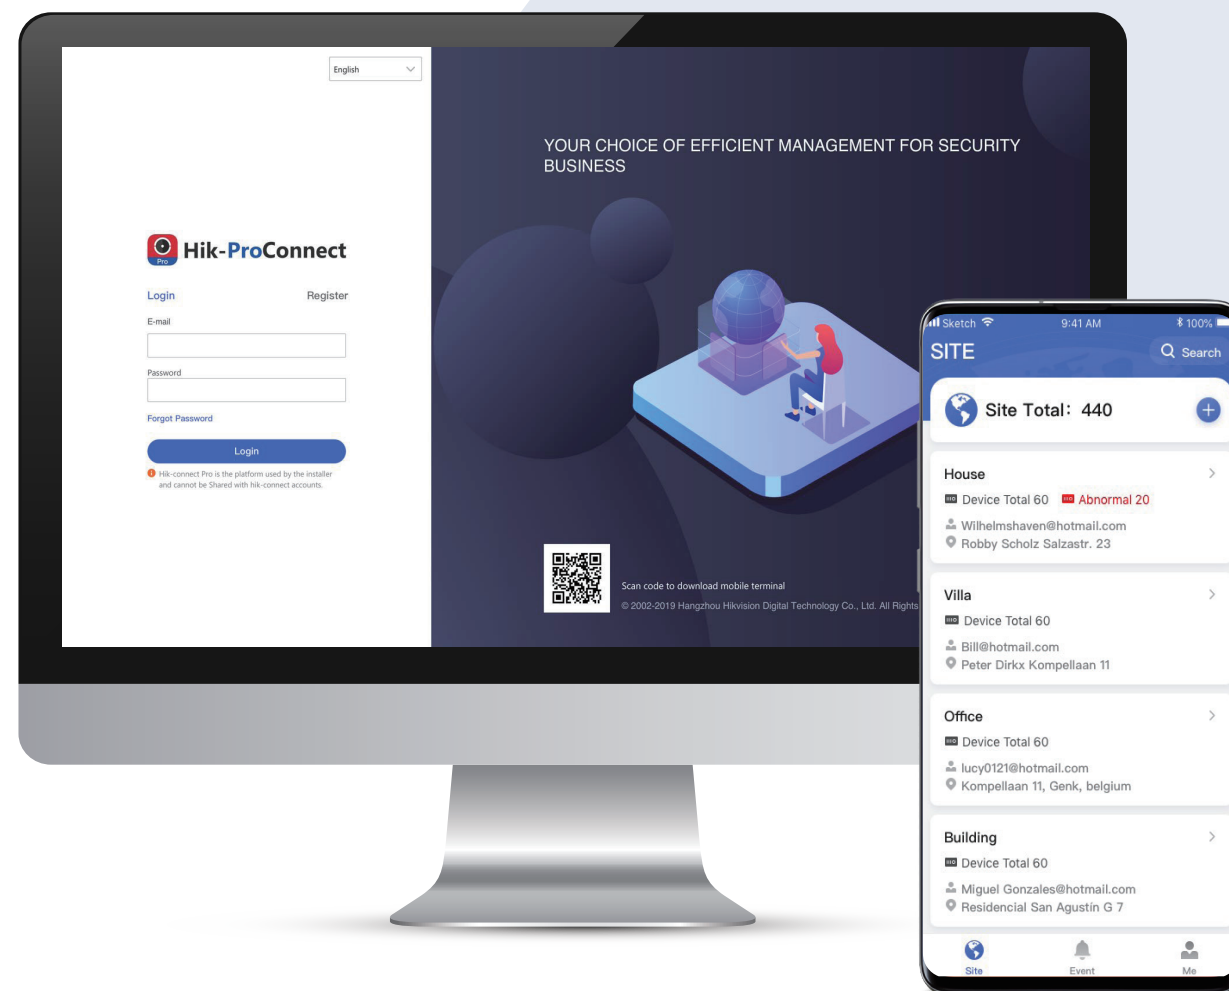 English
YOUR CHOICE OF EFFICIENT MANAGEMENT FOR SECURITY
BUSINESS
Pro
Hik-ProConnect
Login Register
E-mail
Password
Forgot Password
Login
Hik-connect Pro is the platform used by the installer
and cannot be Shared with hik-connect accounts.
Scan code to download mobile terminal
© 2002-2019 Hangzhou Hikvision Digital Technology Co., Ltd. All Rights
Sketch 9:41 AM 100%
SITE Search
Site Total: 440
House
Device Total 60 Abnormal 20
Wilhelmshaven@hotmail.com
Robby Scholz Salzastr. 23
Villa
Device Total 60
Bill@hotmail.com
Peter Dirkx Kompellaan 11
Office
Device Total 60
lucy0121@hotmail.com
Kompellaan 11, Genk, belgium
Building
Device Total 60
Miguel Gonzales@hotmail.com
Residencial San Agustín G 7
Site Event Me